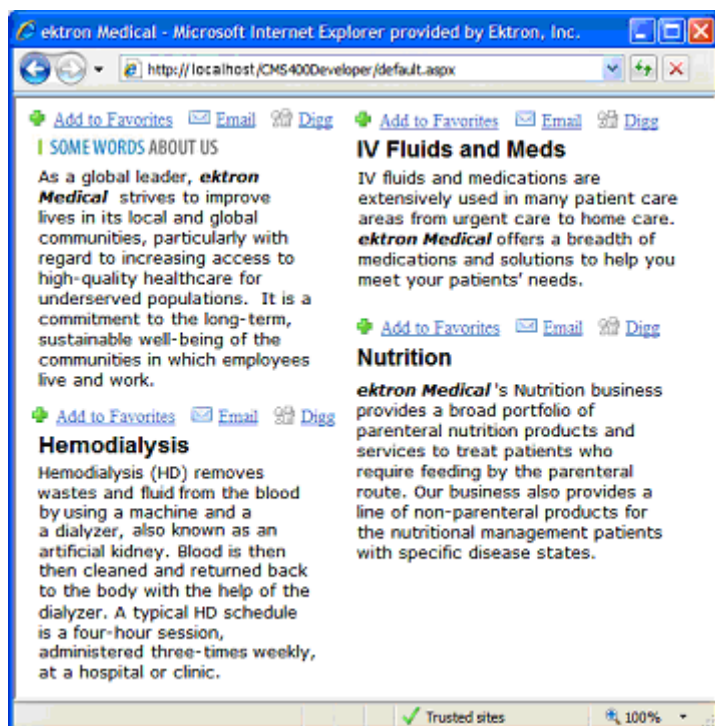 ektron Medical - Microsoft Internet Explorer provided by Ektron, Inc.
http://localhost/CMS400Developer/default.aspx
Add to Favorites Email Digg
SOME WORDS ABOUT US
As a global leader, ektron
Medical strives to improve
lives in its local and global
communities, particularly with
regard to increasing access to
high-quality healthcare for
underserved populations. It is a
commitment to the long-term,
sustainable well-being of the
communities in which employees
live and work.
Add to Favorites Email Digg
Hemodialysis
Hemodialysis (HD) removes
wastes and fluid from the blood
by using a machine and a
a dialyzer, also known as an
artificial kidney. Blood is then
then cleaned and returned back
to the body with the help of the
dialyzer. A typical HD schedule
is a four-hour session,
administered three-times weekly,
at a hospital or clinic.
Add to Favorites Email Digg
IV Fluids and Meds
IV fluids and medications are
extensively used in many patient care
areas from urgent care to home care.
ektron Medical offers a breadth of
medications and solutions to help you
meet your patients' needs.
Add to Favorites Email Digg
Nutrition
ektron Medical 's Nutrition business
provides a broad portfolio of
parenteral nutrition products and
services to treat patients who
require feeding by the parenteral
route. Our business also provides a
line of non-parenteral products for
the nutritional management patients
with specific disease states.
Trusted sites 100%